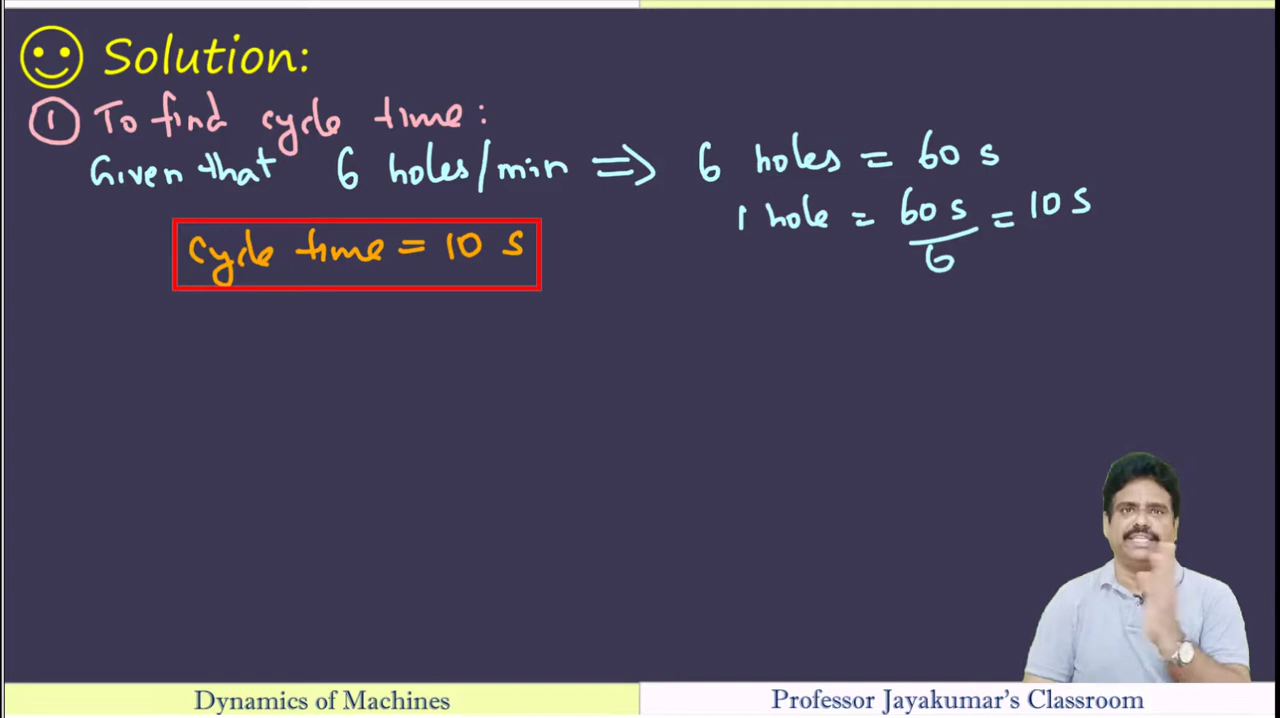 Solution:
① To find cycle time:
Given that 6 holes/min => 6 holes = 60 s
1 hole = 60 s/6 = 10 s
cycle time = 10 s
Dynamics of Machines
Professor Jayakumar's Classroom